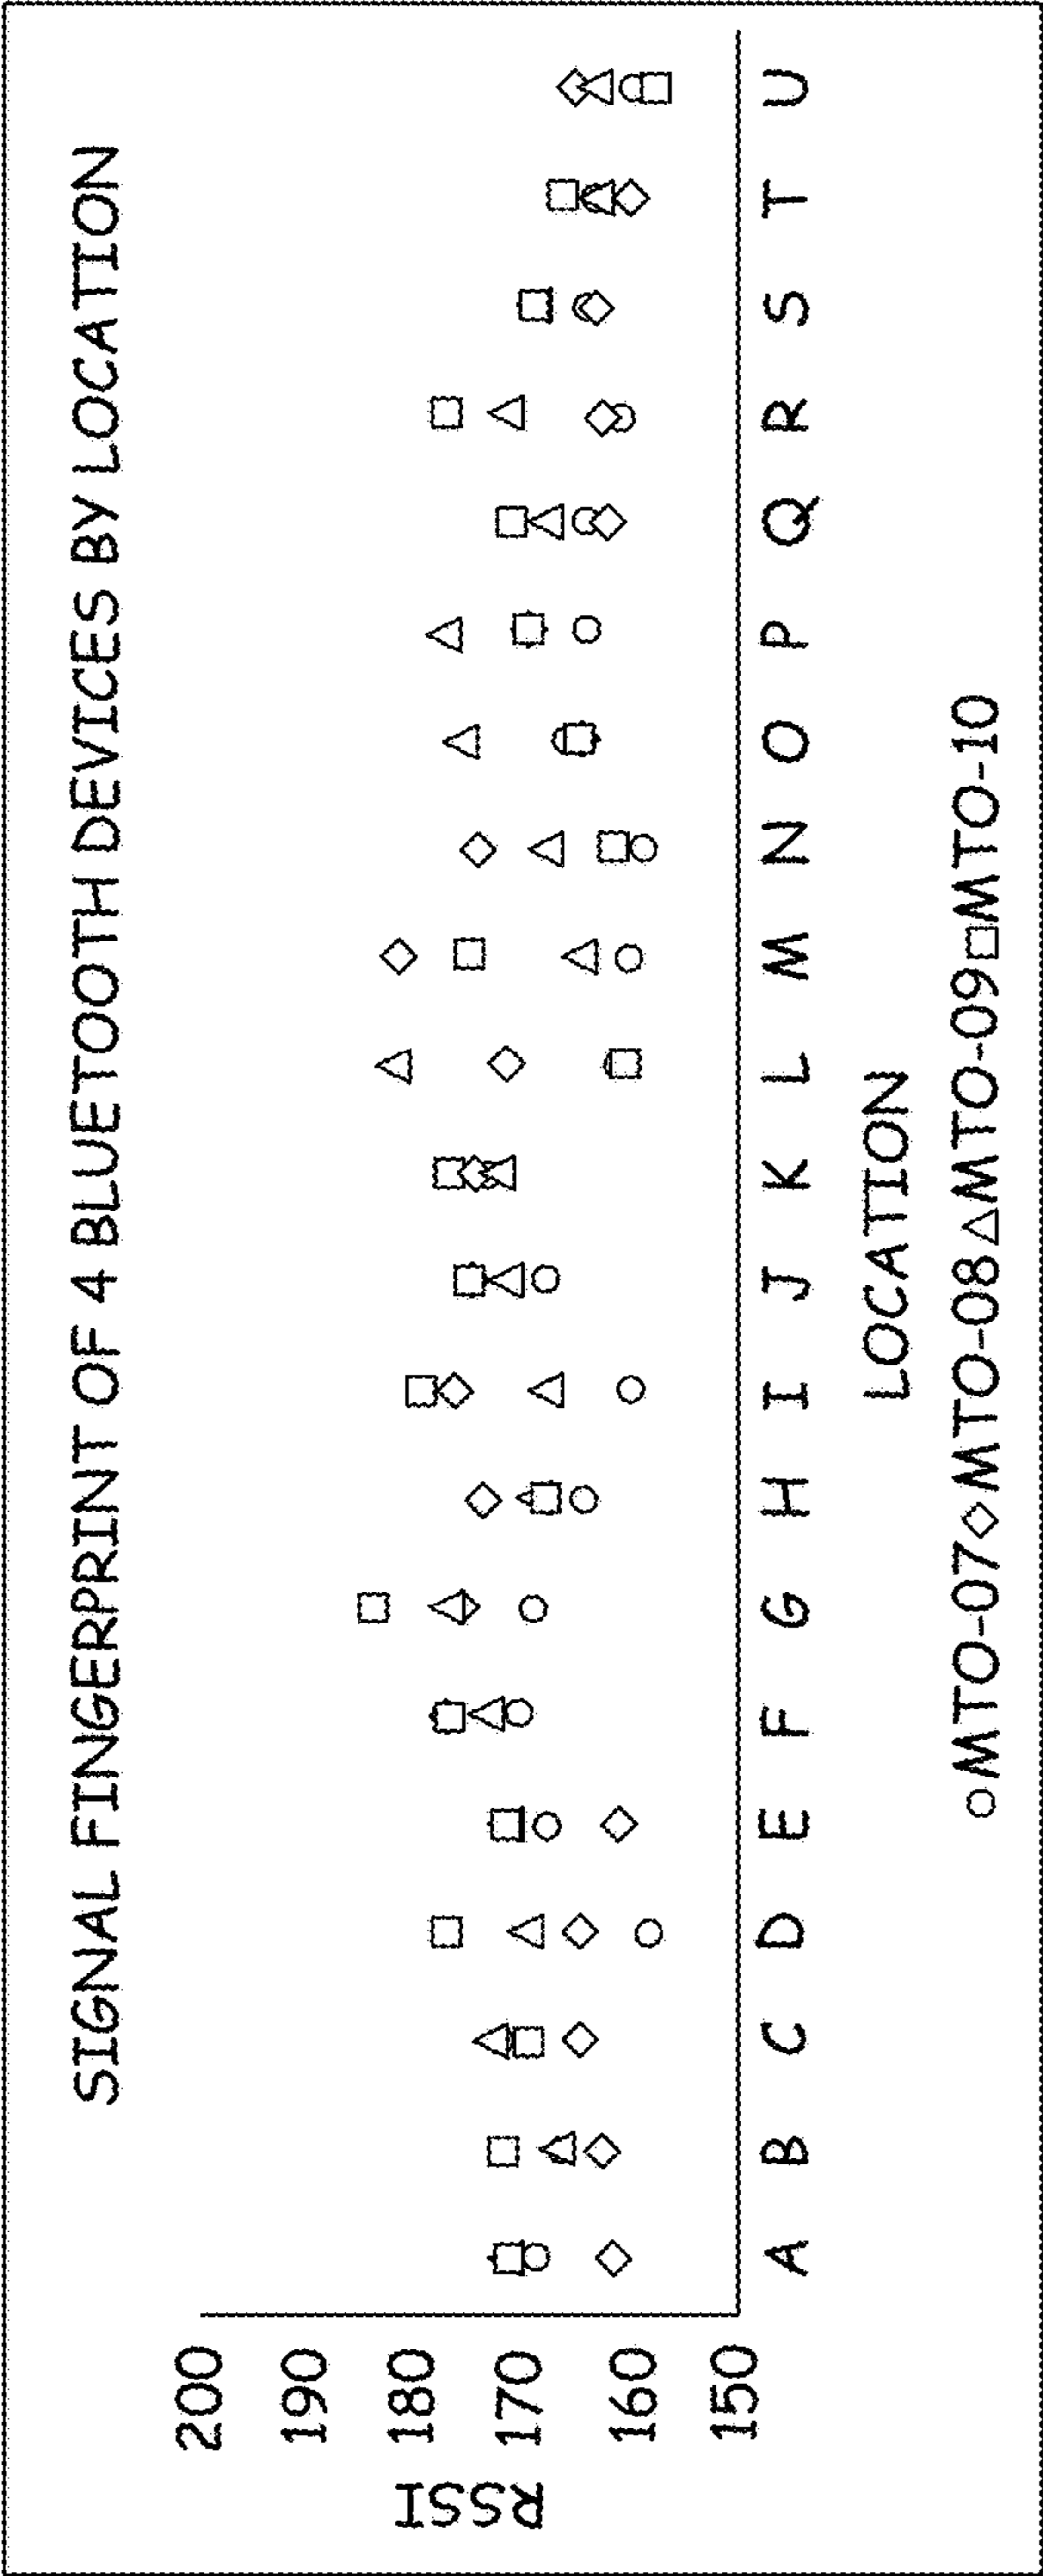 SIGNAL FINGERPRINT OF 4 BLUETOOTH DEVICES BY LOCATION
RSSI
200
190
180
170
160
150
A B C D E F G H I J K L M N O P Q R S T U
LOCATION
MTO-07 MTO-08 MTO-09 MTO-10